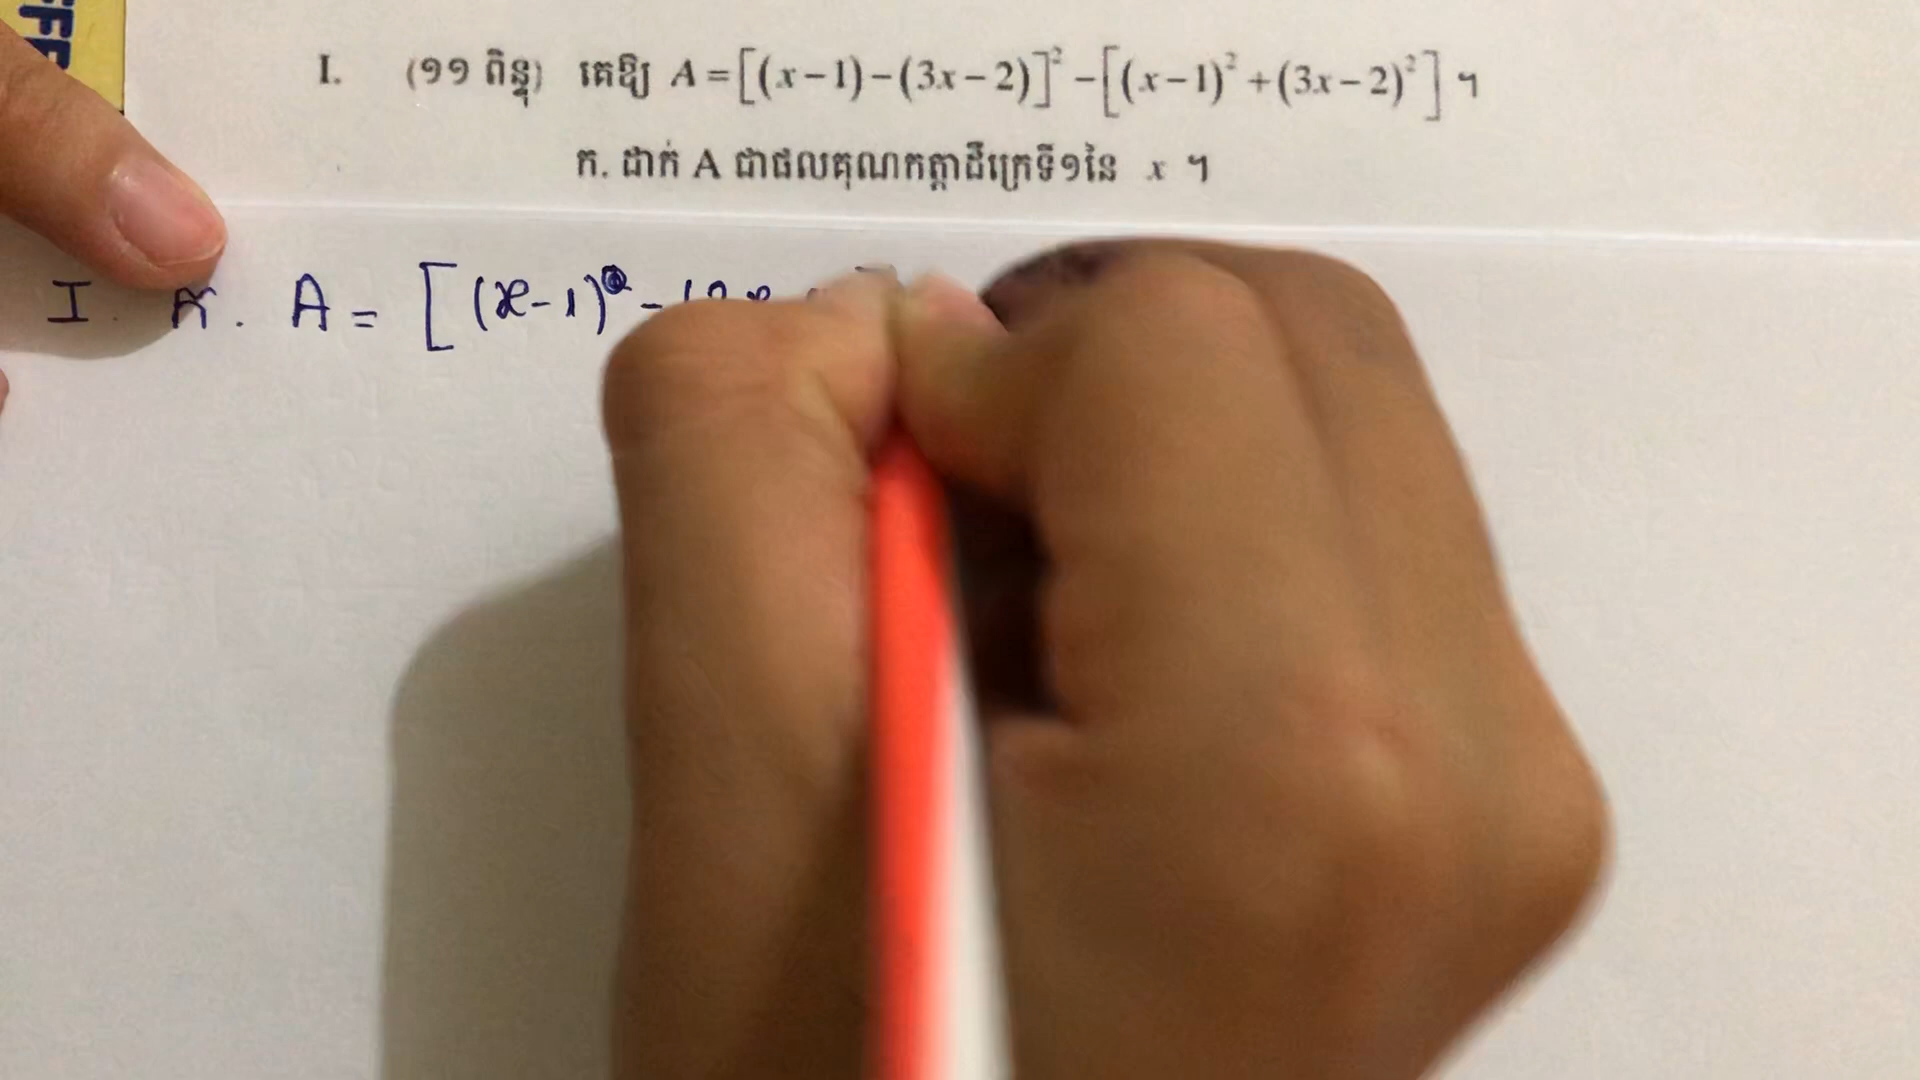 I. (១១ ពិន្ទុ) គេឱ្យ A = [(x−1)−(3x−2)]² − [(x−1)² + (3x−2)²] ។
ក. ដាក់ A ជាផលគុណកត្តាដឺក្រេទី១នៃ x ។
I. ក. A = [(x-1) -